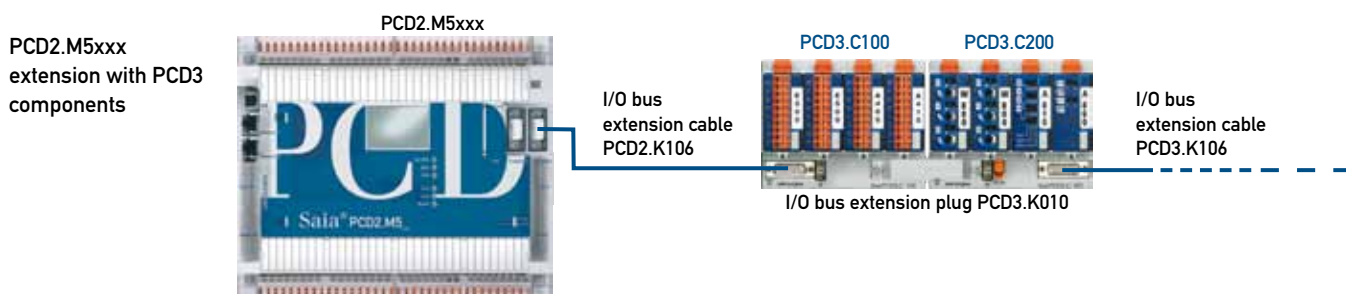 PCD2.M5xxx
extension with PCD3
components
PCD2.M5xxx
PCD
Saia® PCD2.M5_
I/O bus
extension cable
PCD2.K106
PCD3.C100
PCD3.C200
I/O bus extension plug PCD3.K010
I/O bus
extension cable
PCD3.K106